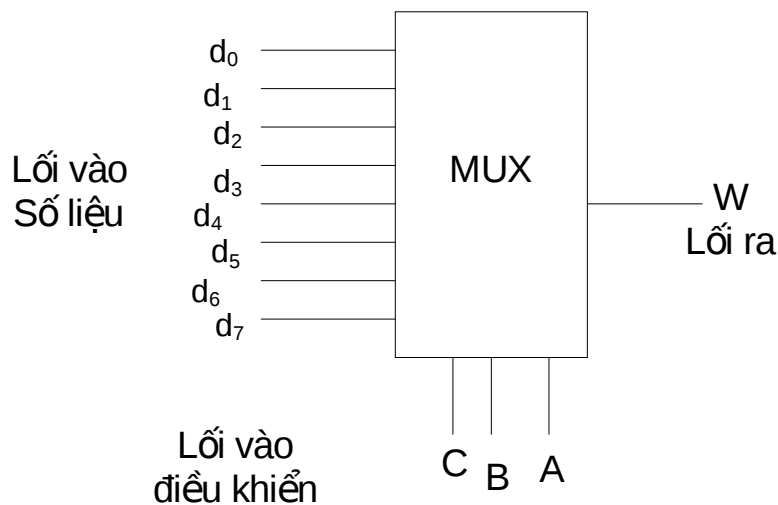 d₀
d₁
d₂
d₃
d₄
d₅
d₆
d₇
Lối vào
Số liệu
MUX
W
Lối ra
Lối vào
điều khiển
C B A